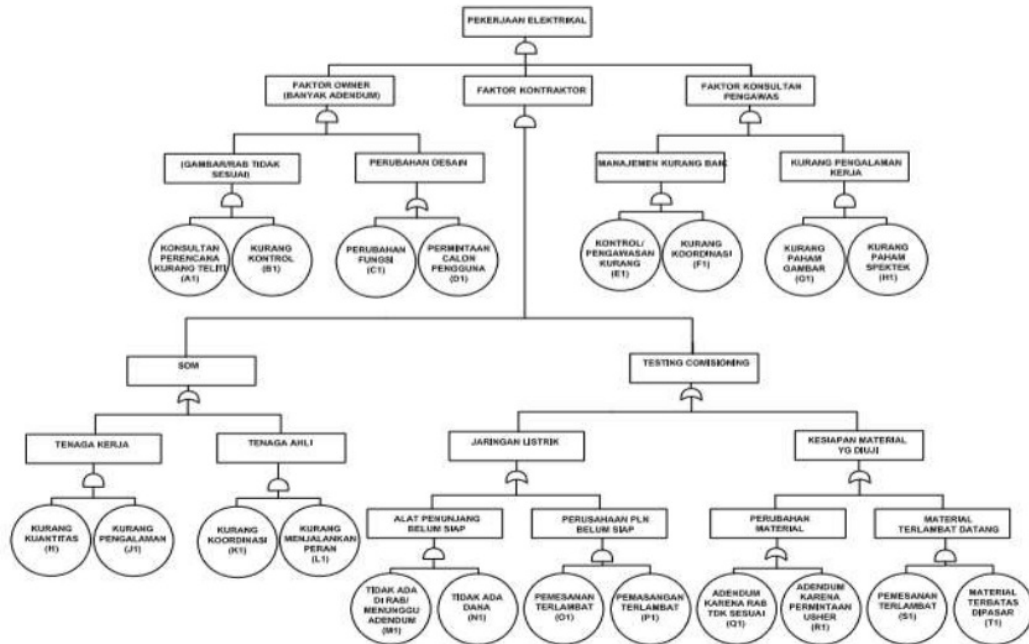 PEKERJAAN ELEKTRIKAL
FAKTOR OWNER
(BANYAK ADENDUM)
FAKTOR KONTRAKTOR
FAKTOR KONSULTAN
PENGAWAS
(GAMBAR/RAB TIDAK
SESUAI)
PERUBAHAN DESAIN
MANAJEMEN KURANG BAIK
KURANG PENGALAMAN
KERJA
KONSULTAN
PERENCANA
KURANG TELITI
(A1)
KURANG
KONTROL
(B1)
PERUBAHAN
FUNGSI
(C1)
PERMINTAAN
CALON
PENGGUNA
(D1)
KONTROL/
PENGAWASAN
KURANG
(E1)
KURANG
KOORDINASI
(F1)
KURANG
PAHAM
GAMBAR
(G1)
KURANG
PAHAM
SPEKTEK
(H1)
SDM
TESTING COMISIONING
TENAGA KERJA
TENAGA AHLI
JARINGAN LISTRIK
KESIAPAN MATERIAL
YG DIUJI
KURANG
KUANTITAS
(I1)
KURANG
PENGALAMAN
(J1)
KURANG
KOORDINASI
(K1)
KURANG
MENJALANKAN
PERAN
(L1)
ALAT PENUNJANG
BELUM SIAP
PERUSAHAAN PLN
BELUM SIAP
PERUBAHAN
MATERIAL
MATERIAL
TERLAMBAT DATANG
TIDAK ADA
DI RAB/
MENUNGGU
ADENDUM
(M1)
TIDAK ADA
DANA
(N1)
PEMESANAN
TERLAMBAT
(O1)
PEMASANGAN
TERLAMBAT
(P1)
ADENDUM
KARENA RAB
TDK SESUAI
(Q1)
ADENDUM
KARENA
PERMINTAAN
USHER
(R1)
PEMESANAN
TERLAMBAT
(S1)
MATERIAL
TERBATAS
DIPASAR
(T1)